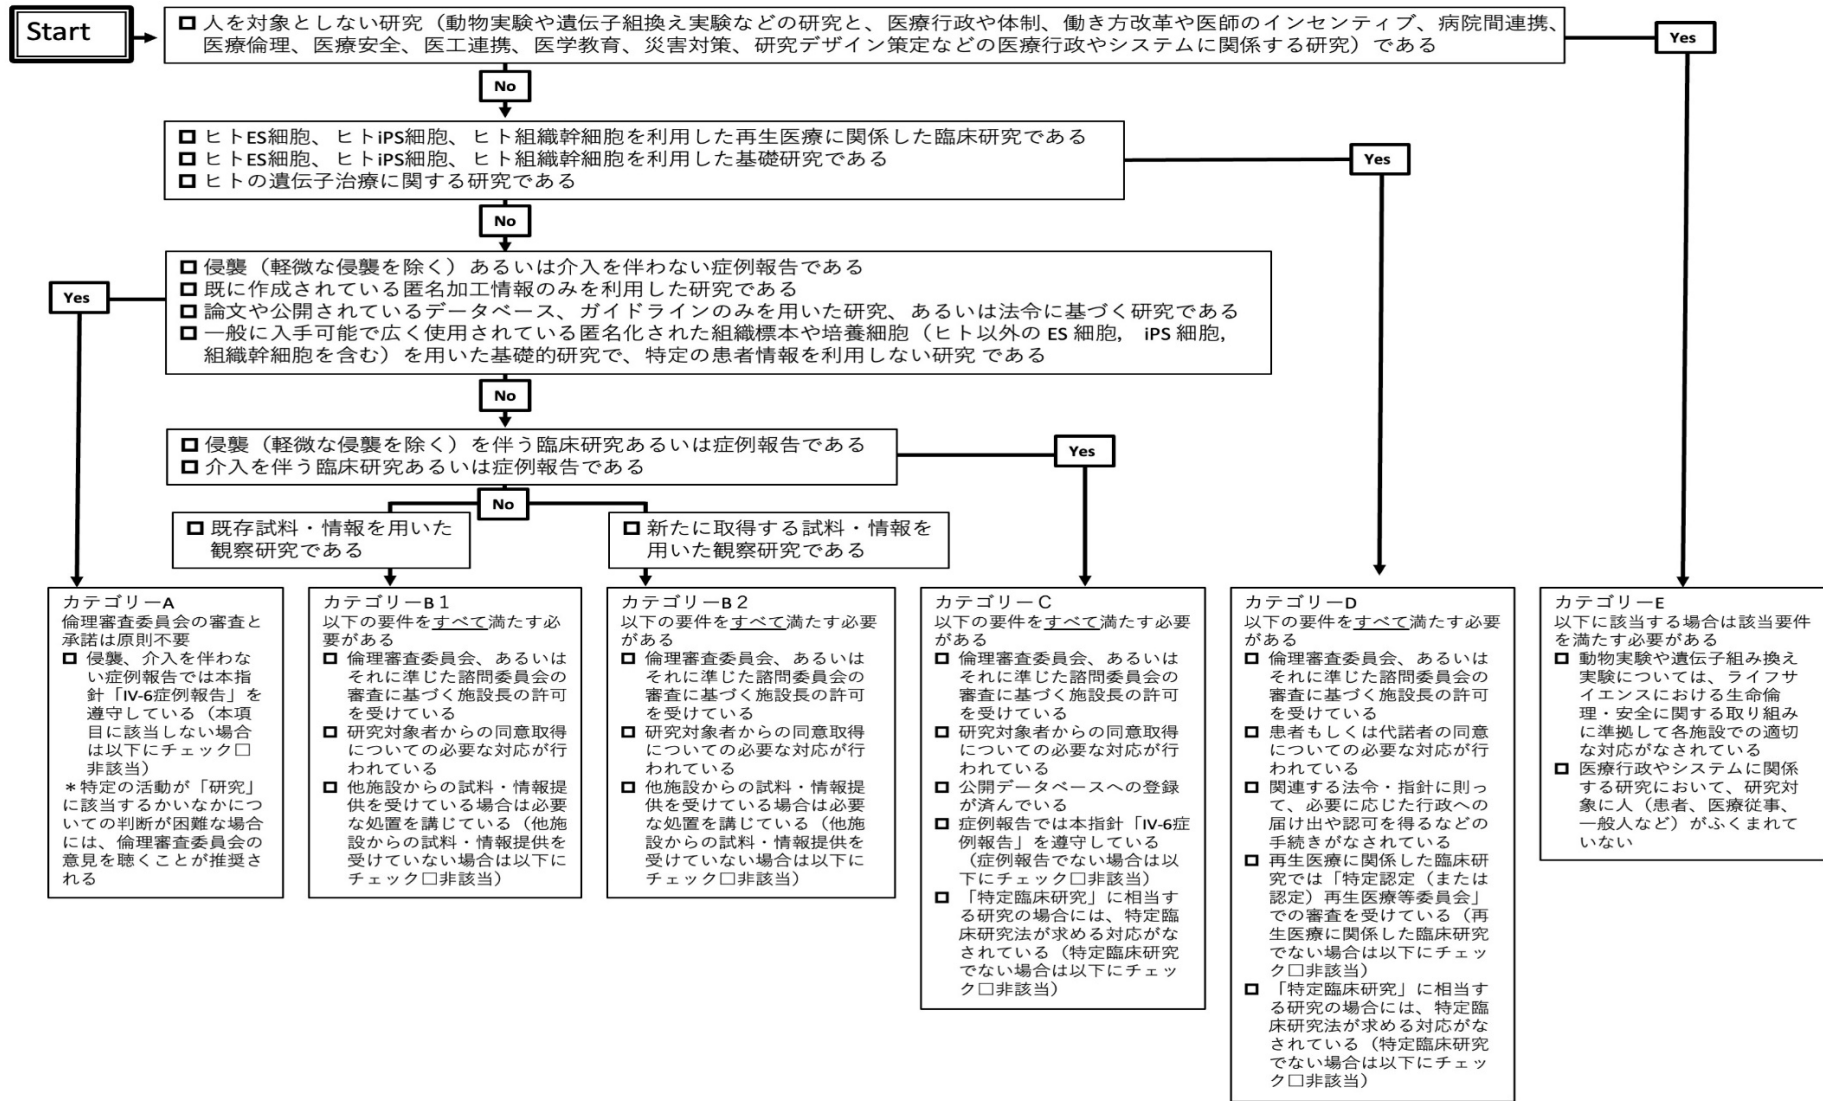 Start
□ 人を対象としない研究（動物実験や遺伝子組換え実験などの研究と、医療行政や体制、働き方改革や医師のインセンティブ、病院間連携、
医療倫理、医療安全、医工連携、医学教育、災害対策、研究デザイン策定などの医療行政やシステムに関係する研究）である
Yes
No
□ ヒトES細胞、ヒトiPS細胞、ヒト組織幹細胞を利用した再生医療に関係した臨床研究である
□ ヒトES細胞、ヒトiPS細胞、ヒト組織幹細胞を利用した基礎研究である
□ ヒトの遺伝子治療に関する研究である
Yes
No
□ 侵襲（軽微な侵襲を除く）あるいは介入を伴わない症例報告である
□ 既に作成されている匿名加工情報のみを利用した研究である
□ 論文や公開されているデータベース、ガイドラインのみを用いた研究、あるいは法令に基づく研究である
□ 一般に入手可能で広く使用されている匿名化された組織標本や培養細胞（ヒト以外の ES 細胞， iPS 細胞，
組織幹細胞を含む）を用いた基礎的研究で、特定の患者情報を利用しない研究 である
Yes
No
□ 侵襲（軽微な侵襲を除く）を伴う臨床研究あるいは症例報告である
□ 介入を伴う臨床研究あるいは症例報告である
Yes
No
□ 既存試料・情報を用いた
観察研究である
□ 新たに取得する試料・情報を
用いた観察研究である
カテゴリーA
倫理審査委員会の審査と
承諾は原則不要
□ 侵襲、介入を伴わな
い症例報告では本指
針「IV-6症例報告」を
遵守している（本項
目に該当しない場合
は以下にチェック□
非該当）
＊特定の活動が「研究」
に該当するかいなかにつ
いての判断が困難な場合
には、倫理審査委員会の
意見を聴くことが推奨さ
れる
カテゴリーB１
以下の要件をすべて満たす必
要がある
□ 倫理審査委員会、あるいは
それに準じた諮問委員会の
審査に基づく施設長の許可
を受けている
□ 研究対象者からの同意取得
についての必要な対応が行
われている
□ 他施設からの試料・情報提
供を受けている場合は必要
な処置を講じている（他施
設からの試料・情報提供を
受けていない場合は以下に
チェック□非該当）
カテゴリーB２
以下の要件をすべて満たす必要
がある
□ 倫理審査委員会、あるいは
それに準じた諮問委員会の
審査に基づく施設長の許可
を受けている
□ 研究対象者からの同意取得
についての必要な対応が行
われている
□ 他施設からの試料・情報提
供を受けている場合は必要
な処置を講じている（他施
設からの試料・情報提供を
受けていない場合は以下に
チェック□非該当）
カテゴリーＣ
以下の要件をすべて満たす必要
がある
□ 倫理審査委員会、あるいは
それに準じた諮問委員会の
審査に基づく施設長の許可
を受けている
□ 研究対象者からの同意取得
についての必要な対応が行
われている
□ 公開データベースへの登録
が済んでいる
□ 症例報告では本指針「IV-6症
例報告」を遵守している
（症例報告でない場合は以
下にチェック□非該当）
□ 「特定臨床研究」に相当す
る研究の場合には、特定臨
床研究法が求める対応がな
されている（特定臨床研究
でない場合は以下にチェッ
ク□非該当）
カテゴリーD
以下の要件をすべて満たす必要
がある
□ 倫理審査委員会、あるいは
それに準じた諮問委員会の
審査に基づく施設長の許可
を受けている
□ 患者もしくは代諾者の同意
についての必要な対応が行
われている
□ 関連する法令・指針に則っ
て、必要に応じた行政への
届け出や認可を得るなどの
手続きがなされている
□ 再生医療に関係した臨床研
究では「特定認定（または
認定）再生医療等委員会」
での審査を受けている（再
生医療に関係した臨床研究
でない場合は以下にチェッ
ク□非該当）
□ 「特定臨床研究」に相当す
る研究の場合には、特定臨
床研究法が求める対応がな
されている（特定臨床研究
でない場合は以下にチェッ
ク□非該当）
カテゴリーE
以下に該当する場合は該当要件
を満たす必要がある
□ 動物実験や遺伝子組み換え
実験については、ライフサ
イエンスにおける生命倫
理・安全に関する取り組み
に準拠して各施設での適切
な対応がなされている
□ 医療行政やシステムに関係
する研究において、研究対
象に人（患者、医療従事、
一般人など）がふくまれて
いない